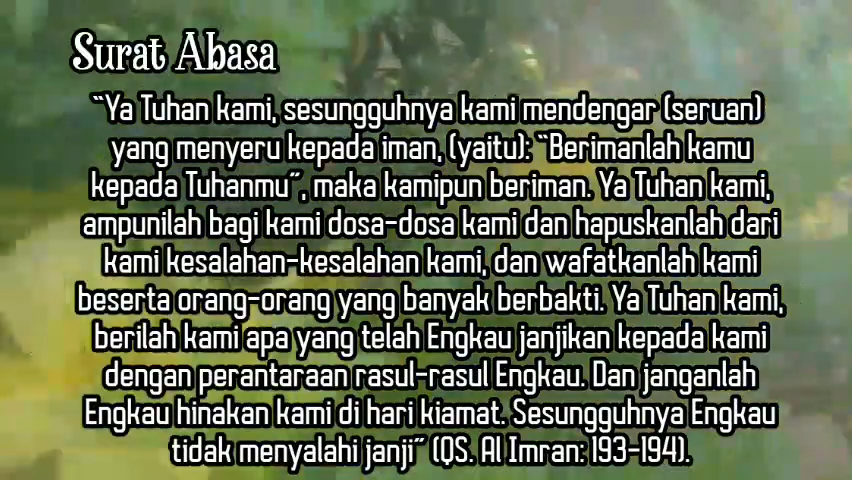 Surat Abasa
“Ya Tuhan kami, sesungguhnya kami mendengar (seruan)
yang menyeru kepada iman, (yaitu): “Berimanlah kamu
kepada Tuhanmu”, maka kamipun beriman. Ya Tuhan kami,
ampunilah bagi kami dosa-dosa kami dan hapuskanlah dari
kami kesalahan-kesalahan kami, dan wafatkanlah kami
beserta orang-orang yang banyak berbakti. Ya Tuhan kami,
berilah kami apa yang telah Engkau janjikan kepada kami
dengan perantaraan rasul-rasul Engkau. Dan janganlah
Engkau hinakan kami di hari kiamat. Sesungguhnya Engkau
tidak menyalahi janji” (QS. Al Imran: 193-194).